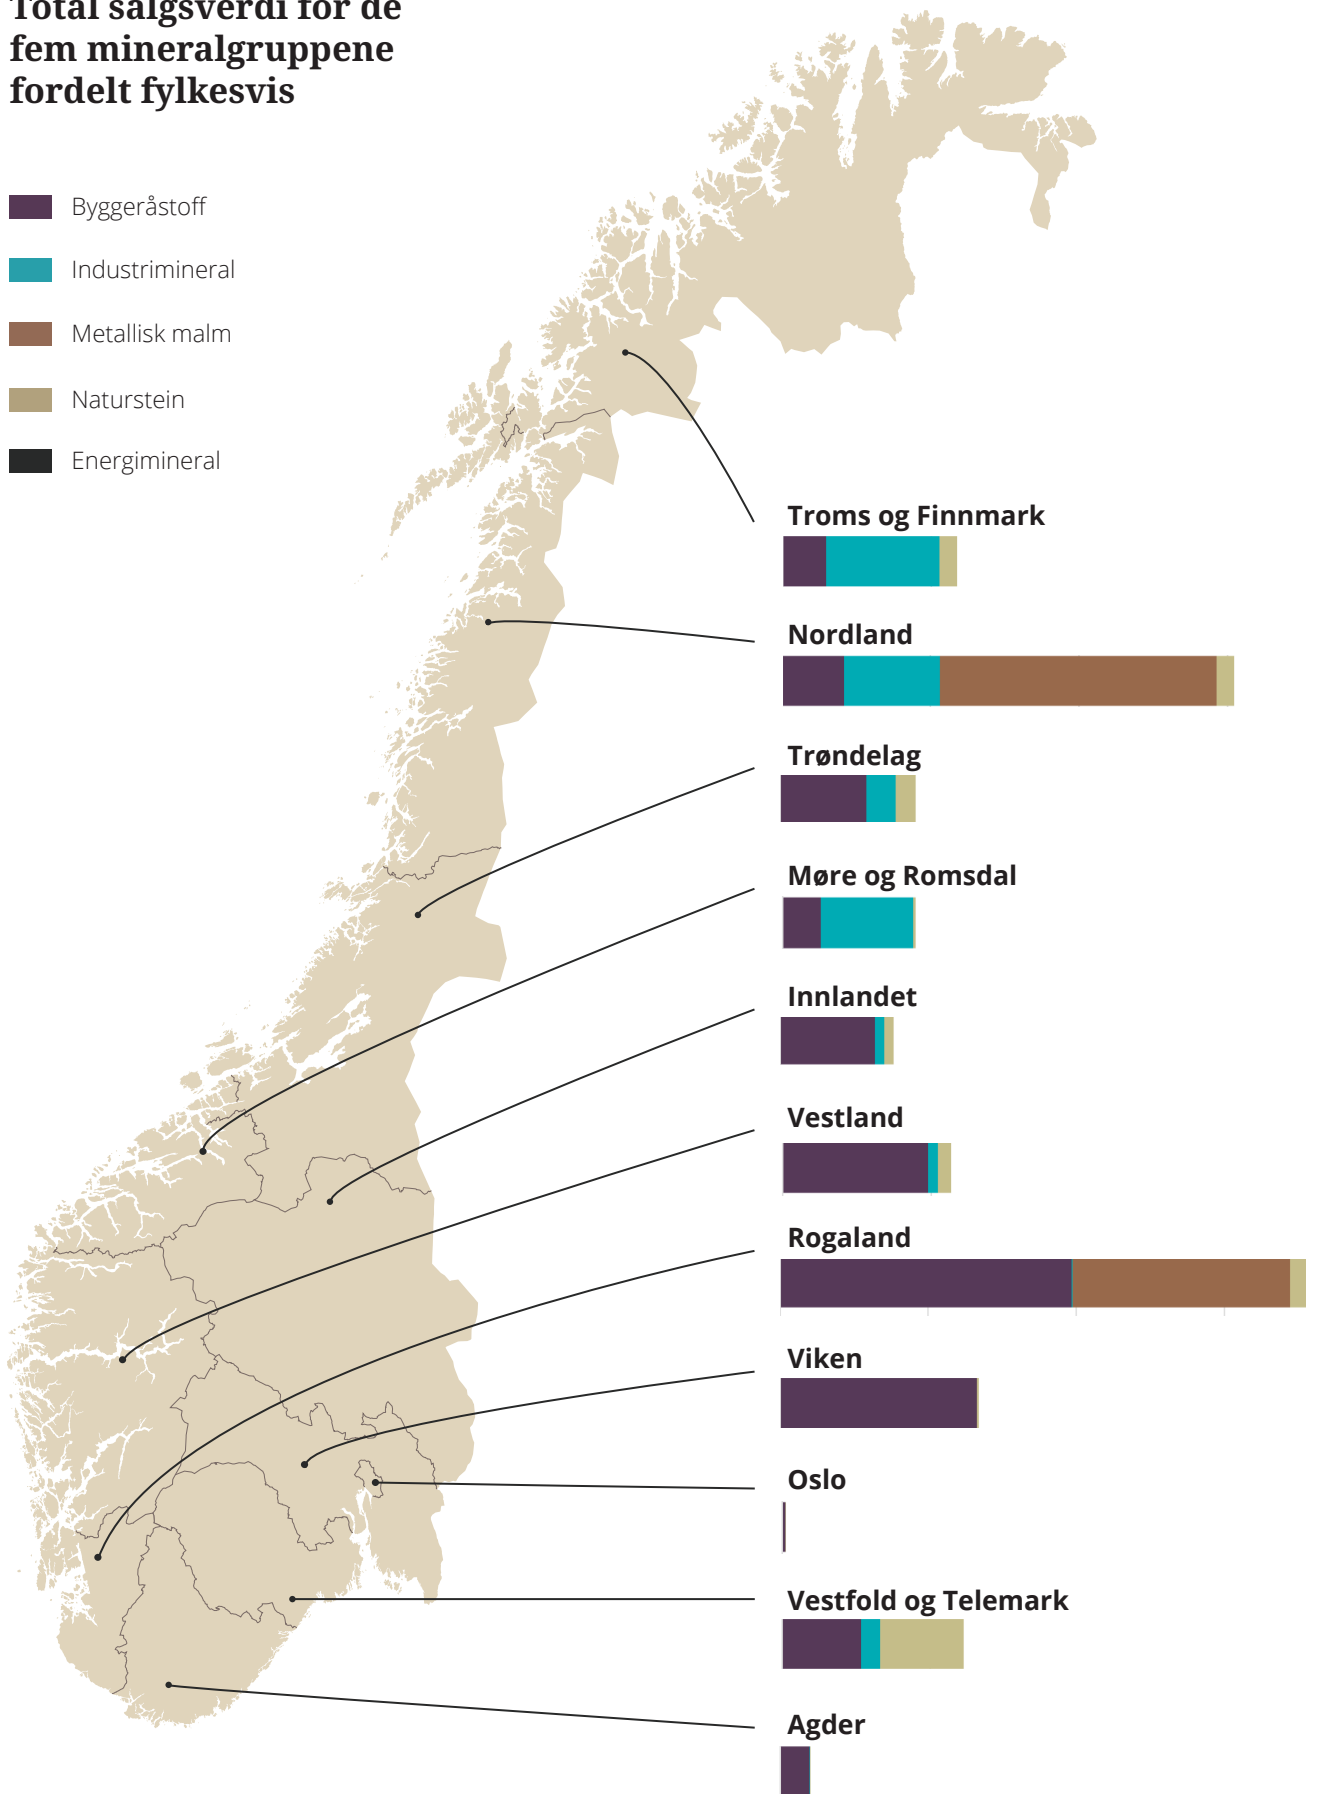 Total salgsverdi for de
fem mineralgruppene
fordelt fylkesvis
Byggeråstoff
Industrimineral
Metallisk malm
Naturstein
Energimineral
Troms og Finnmark
Nordland
Trøndelag
Møre og Romsdal
Innlandet
Vestland
Rogaland
Viken
Oslo
Vestfold og Telemark
Agder